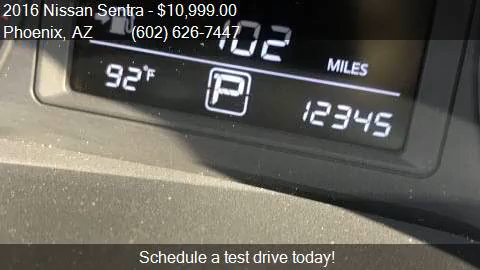 2016 Nissan Sentra - $10,999.00
Phoenix, AZ (602) 626-7447
102
MILES
92°F
P
12345
Schedule a test drive today!